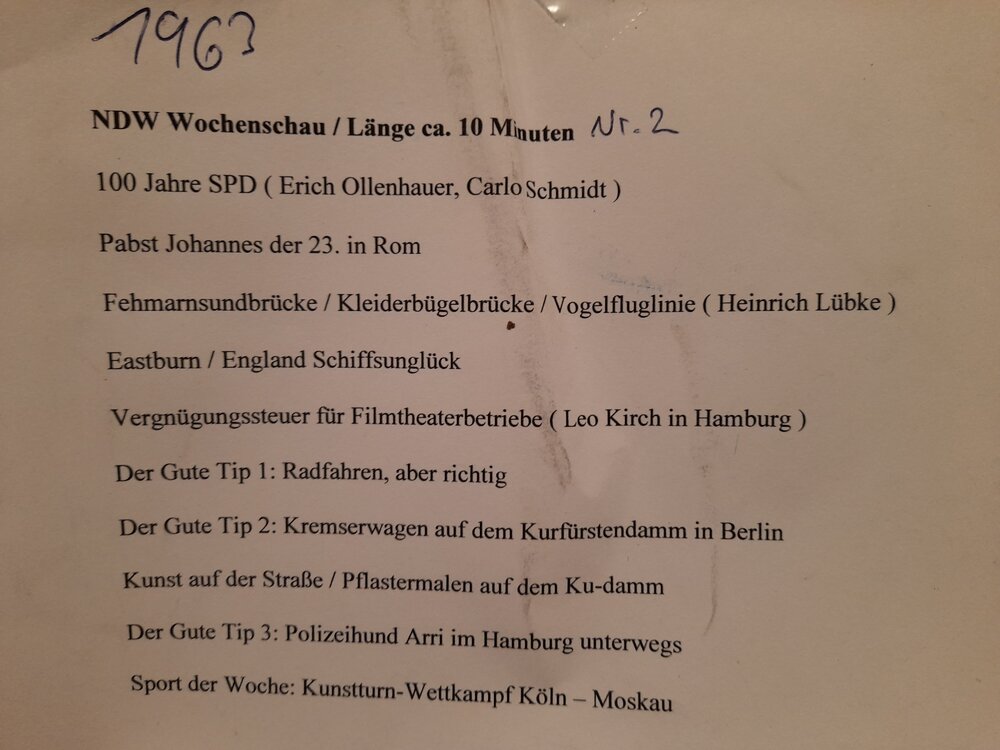 1963
NDW Wochenschau / Länge ca. 10 Minuten Nr. 2
100 Jahre SPD ( Erich Ollenhauer, Carlo Schmidt )
Pabst Johannes der 23. in Rom
Fehmarnsundbrücke / Kleiderbügelbrücke / Vogelfluglinie ( Heinrich Lübke )
Eastburn / England Schiffsunglück
Vergnügungssteuer für Filmtheaterbetriebe ( Leo Kirch in Hamburg )
Der Gute Tip 1: Radfahren, aber richtig
Der Gute Tip 2: Kremserwagen auf dem Kurfürstendamm in Berlin
Kunst auf der Straße / Pflastermalen auf dem Ku-damm
Der Gute Tip 3: Polizeihund Arri im Hamburg unterwegs
Sport der Woche: Kunstturn-Wettkampf Köln – Moskau